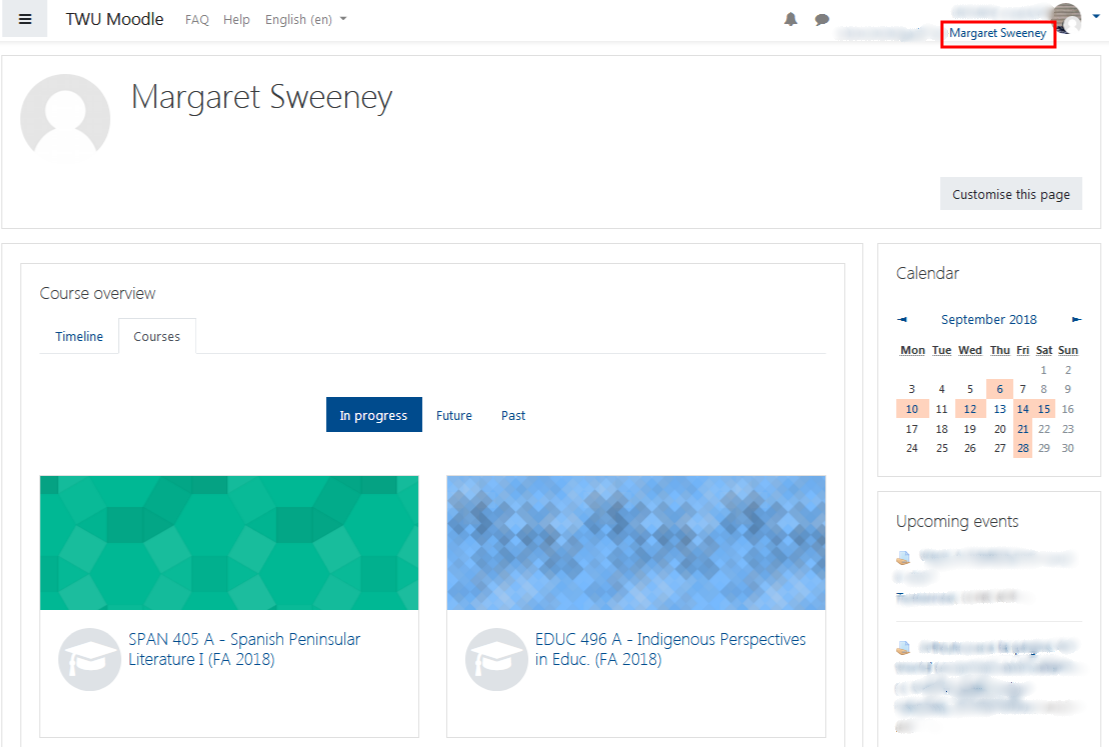 TWU Moodle FAQ Help English (en)
Margaret Sweeney
Margaret Sweeney
Customise this page
Course overview
Timeline Courses
In progress Future Past
SPAN 405 A - Spanish Peninsular
Literature I (FA 2018)
EDUC 496 A - Indigenous Perspectives
in Educ. (FA 2018)
Calendar
◄ September 2018 ►
Mon Tue Wed Thu Fri Sat Sun
1 2
3 4 5 6 7 8 9
10 11 12 13 14 15 16
17 18 19 20 21 22 23
24 25 26 27 28 29 30
Upcoming events